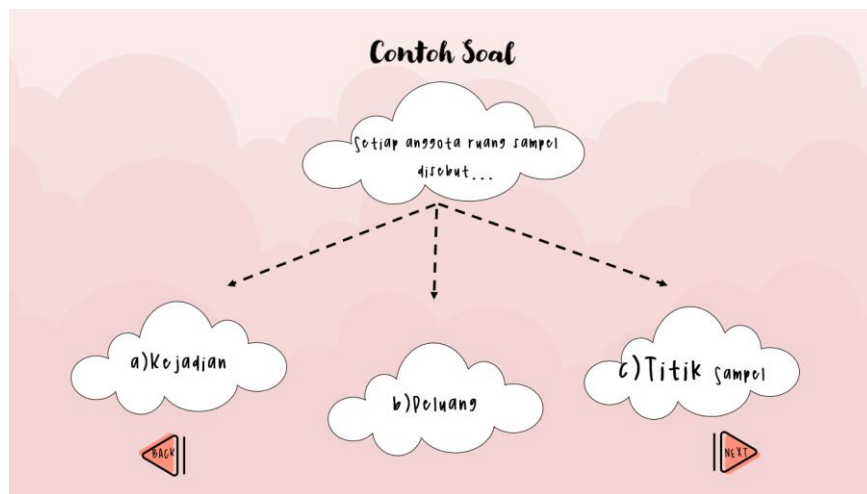 Contoh Soal
Setiap anggota ruang sampel
disebut...
a)Kejadian
b)Peluang
c)Titik sampel
BACK
NEXT